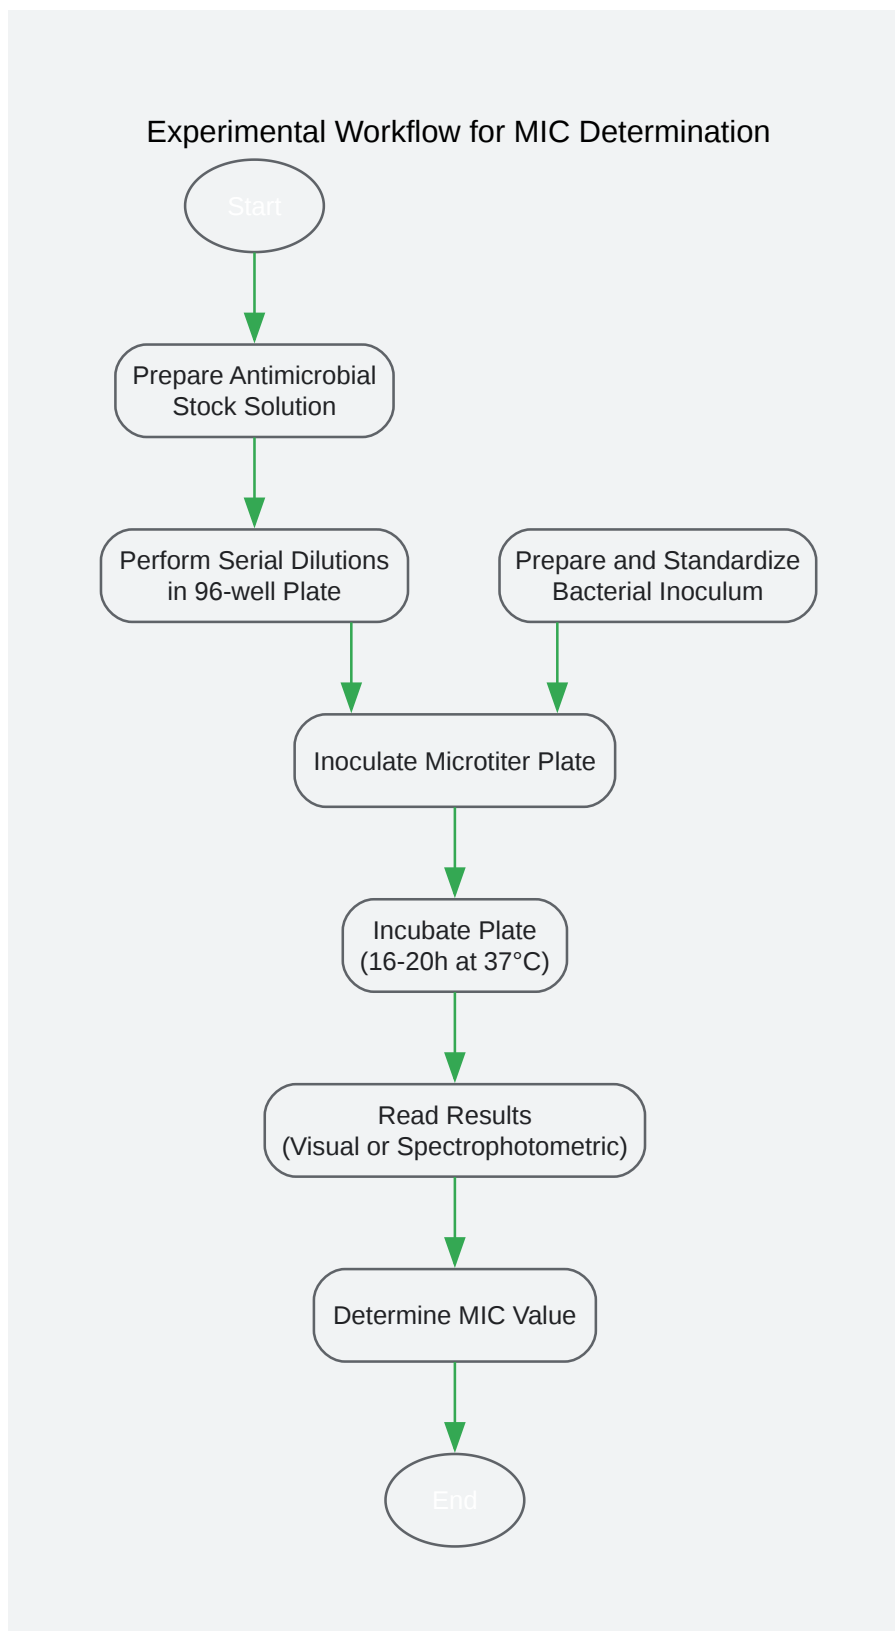 Experimental Workflow for MIC Determination
Start
Prepare Antimicrobial
Stock Solution
Perform Serial Dilutions
in 96-well Plate
Prepare and Standardize
Bacterial Inoculum
Inoculate Microtiter Plate
Incubate Plate
(16-20h at 37°C)
Read Results
(Visual or Spectrophotometric)
Determine MIC Value
End